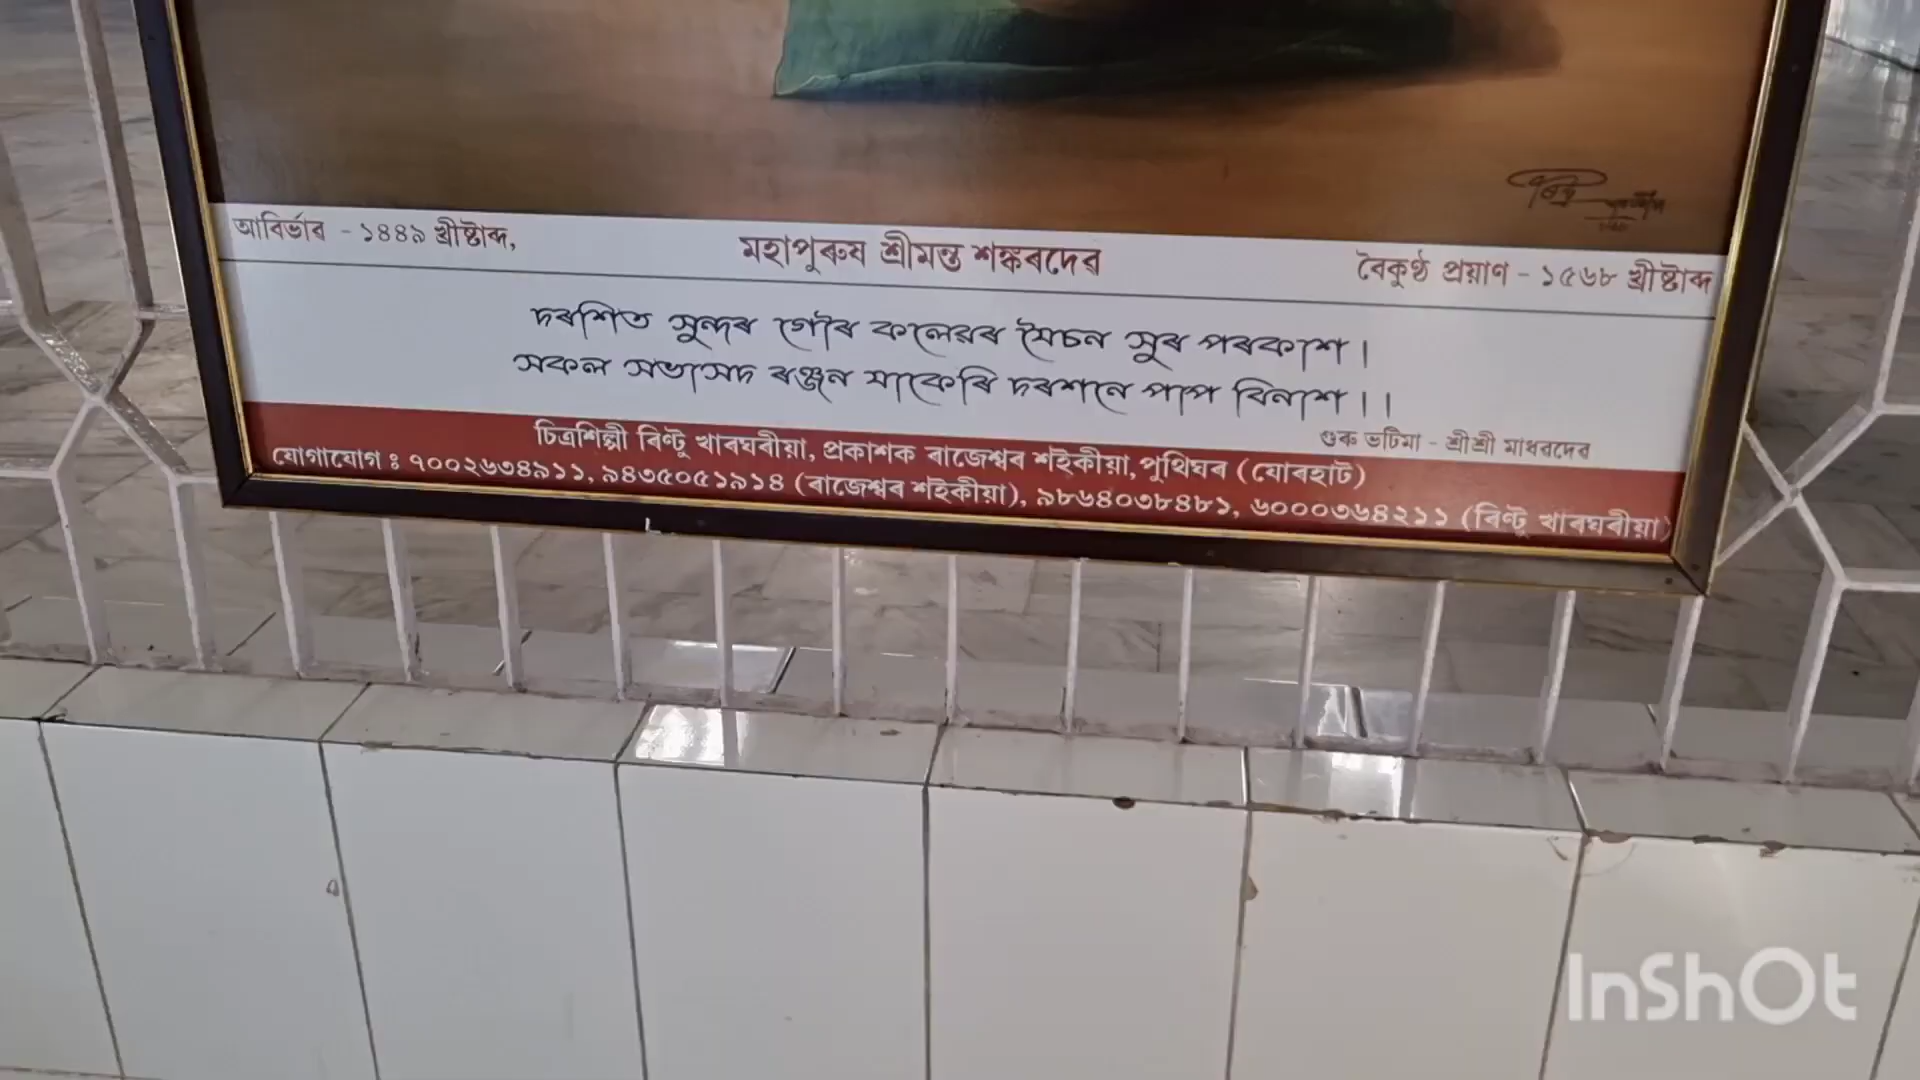 আবিৰ্ভাৱ - ১৪৪৯ খ্ৰীষ্টাব্দ,
মহাপুৰুষ শ্ৰীমন্ত শঙ্কৰদেৱ
বৈকুণ্ঠ প্ৰয়াণ - ১৫৬৮ খ্ৰীষ্টাব্দ
দৰশিত সুন্দৰ গৌৰ কলেৱৰ যৈচন সুৰ পৰকাশ।
সকল সভাসদ ৰঞ্জন যাকেৰি দৰশনে পাপ বিনাশ।।
গুৰু ভটিমা - শ্ৰীশ্ৰী মাধৱদেৱ
চিত্ৰশিল্পী ৰিণ্টু খাৰঘৰীয়া, প্ৰকাশক ৰাজেশ্বৰ শইকীয়া, পুথিঘৰ (যোৰহাট)
যোগাযোগ ঃ ৭০০২৬৩৪৯১১, ৯৪৩৫০৫১৯১৪ (ৰাজেশ্বৰ শইকীয়া), ৯৮৬৪০৩৮৪৮১, ৬০০০৩৬৪২১১ (ৰিণ্টু খাৰঘৰীয়া)
InShOt